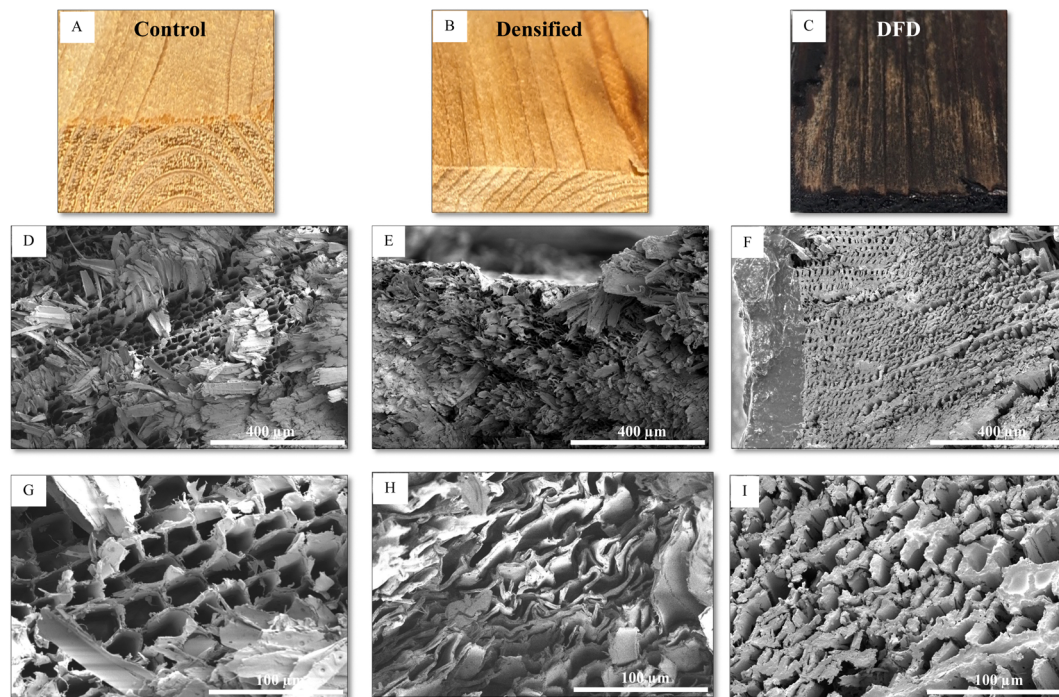 A
Control
B
Densified
C
DFD
D
400 µm
E
400 µm
F
400 µm
G
100 µm
H
100 µm
I
100 µm